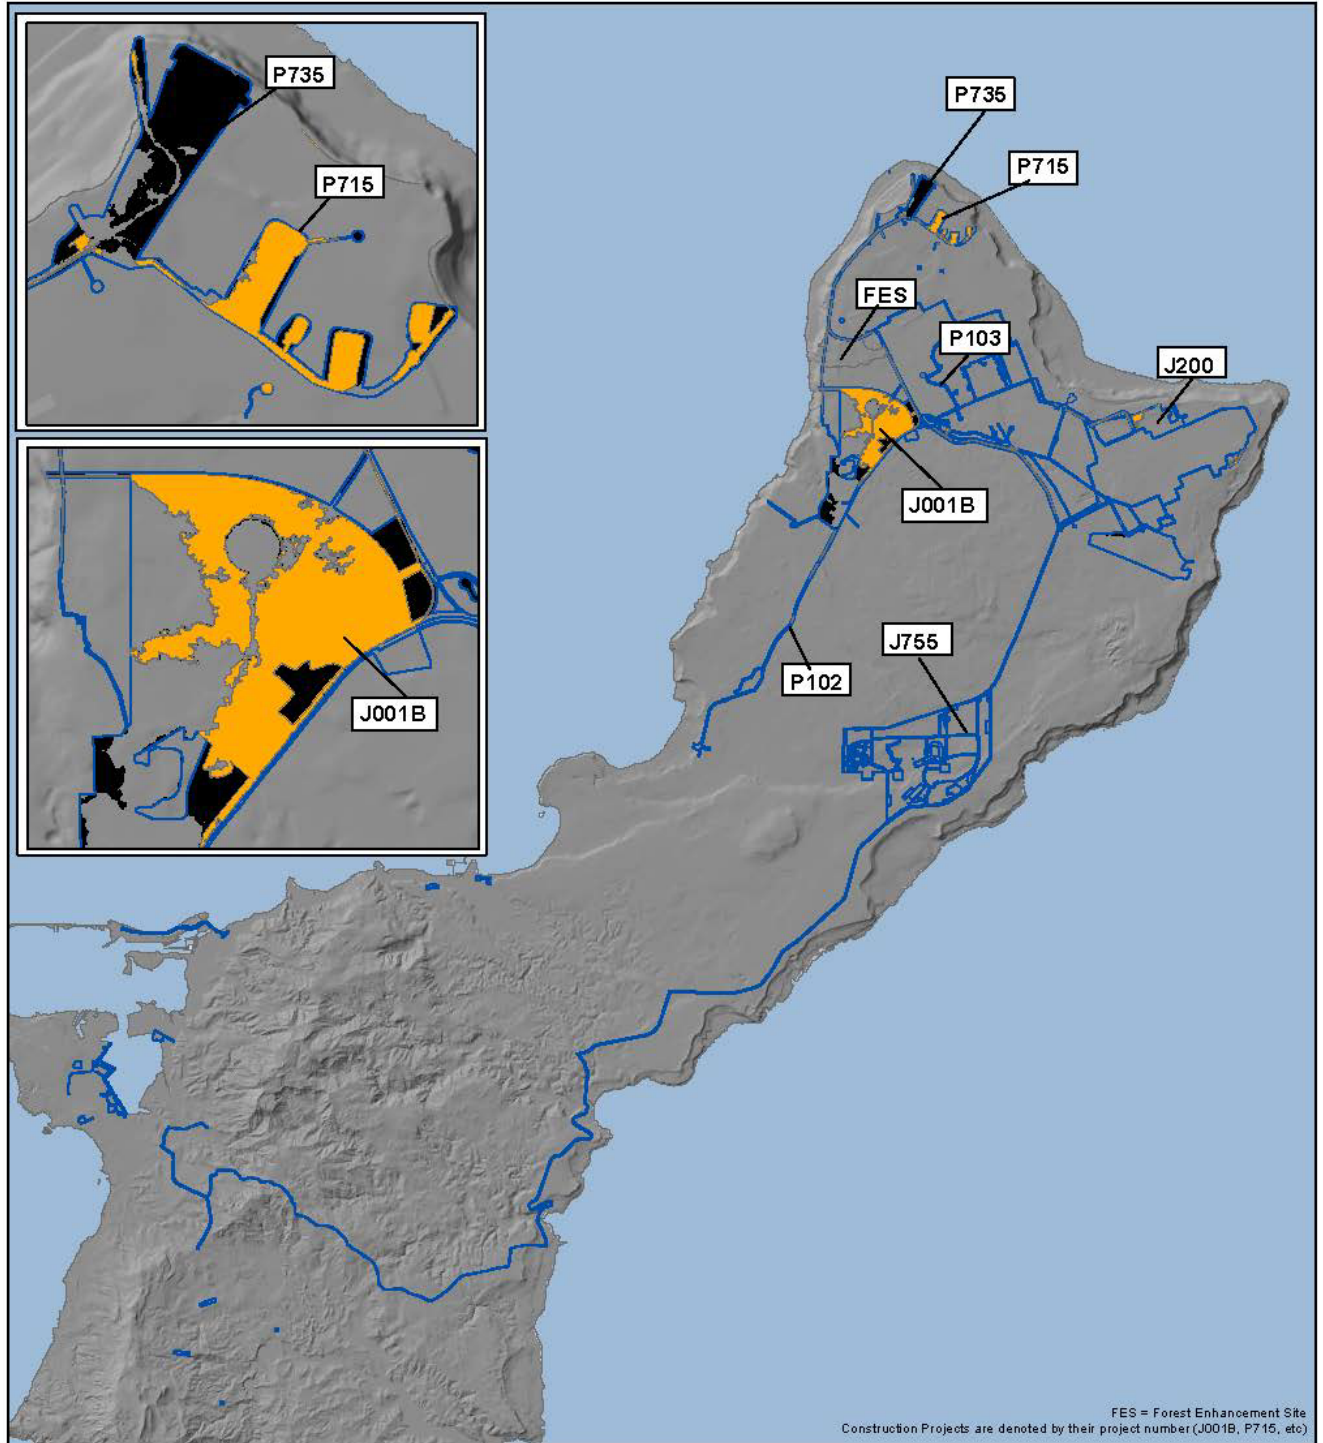 P735
P715
J001B
P735
P715
FES
P103
J200
J001B
J755
P102
FES = Forest Enhancement Site
Construction Projects are denoted by their project number (J001B, P715, etc)